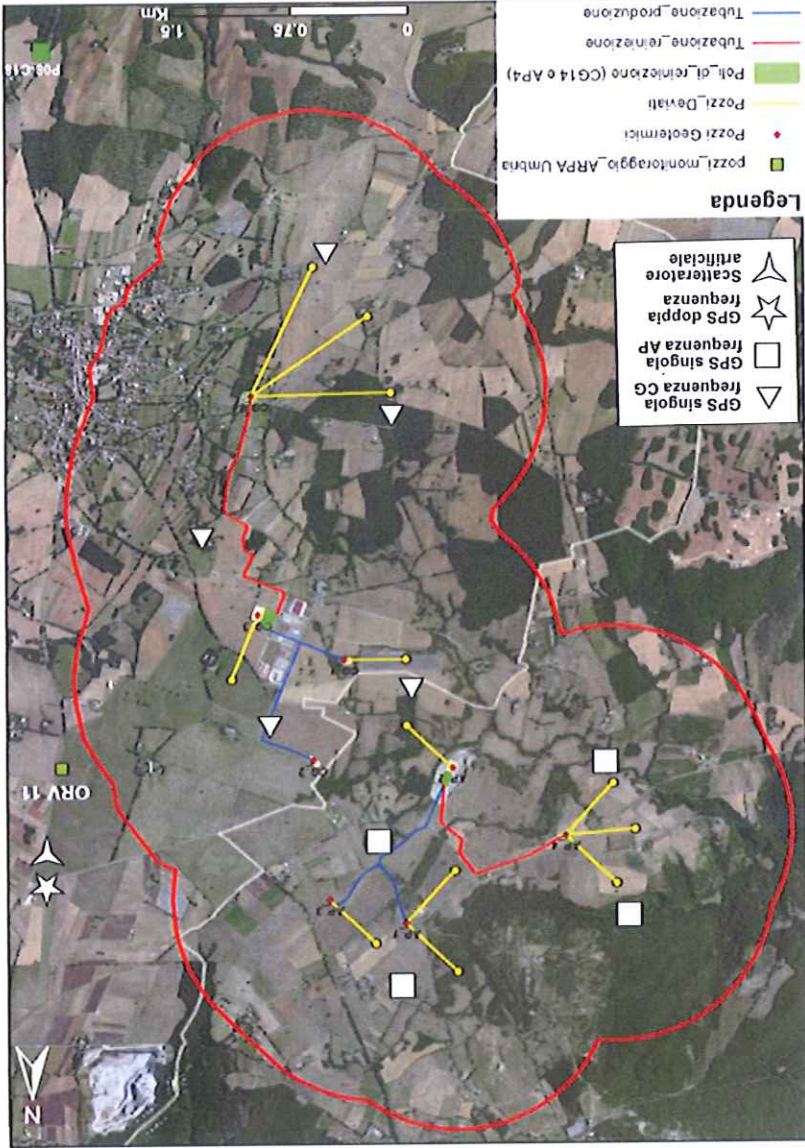 N
ORV 11
GPS singola
frequenza CG
GPS singola
frequenza AP
GPS doppia
frequenza
Scatteratore
artificiale
Legenda
pozzi_monitoraggio_ARPA Umbria
Pozzi Geotermici
Pozzi_Deviati
Poli_di_reiniezione (CG14 e AP4)
Tubazione_reiniezione
Tubazione_produzione
0 0.75 1.5
Km